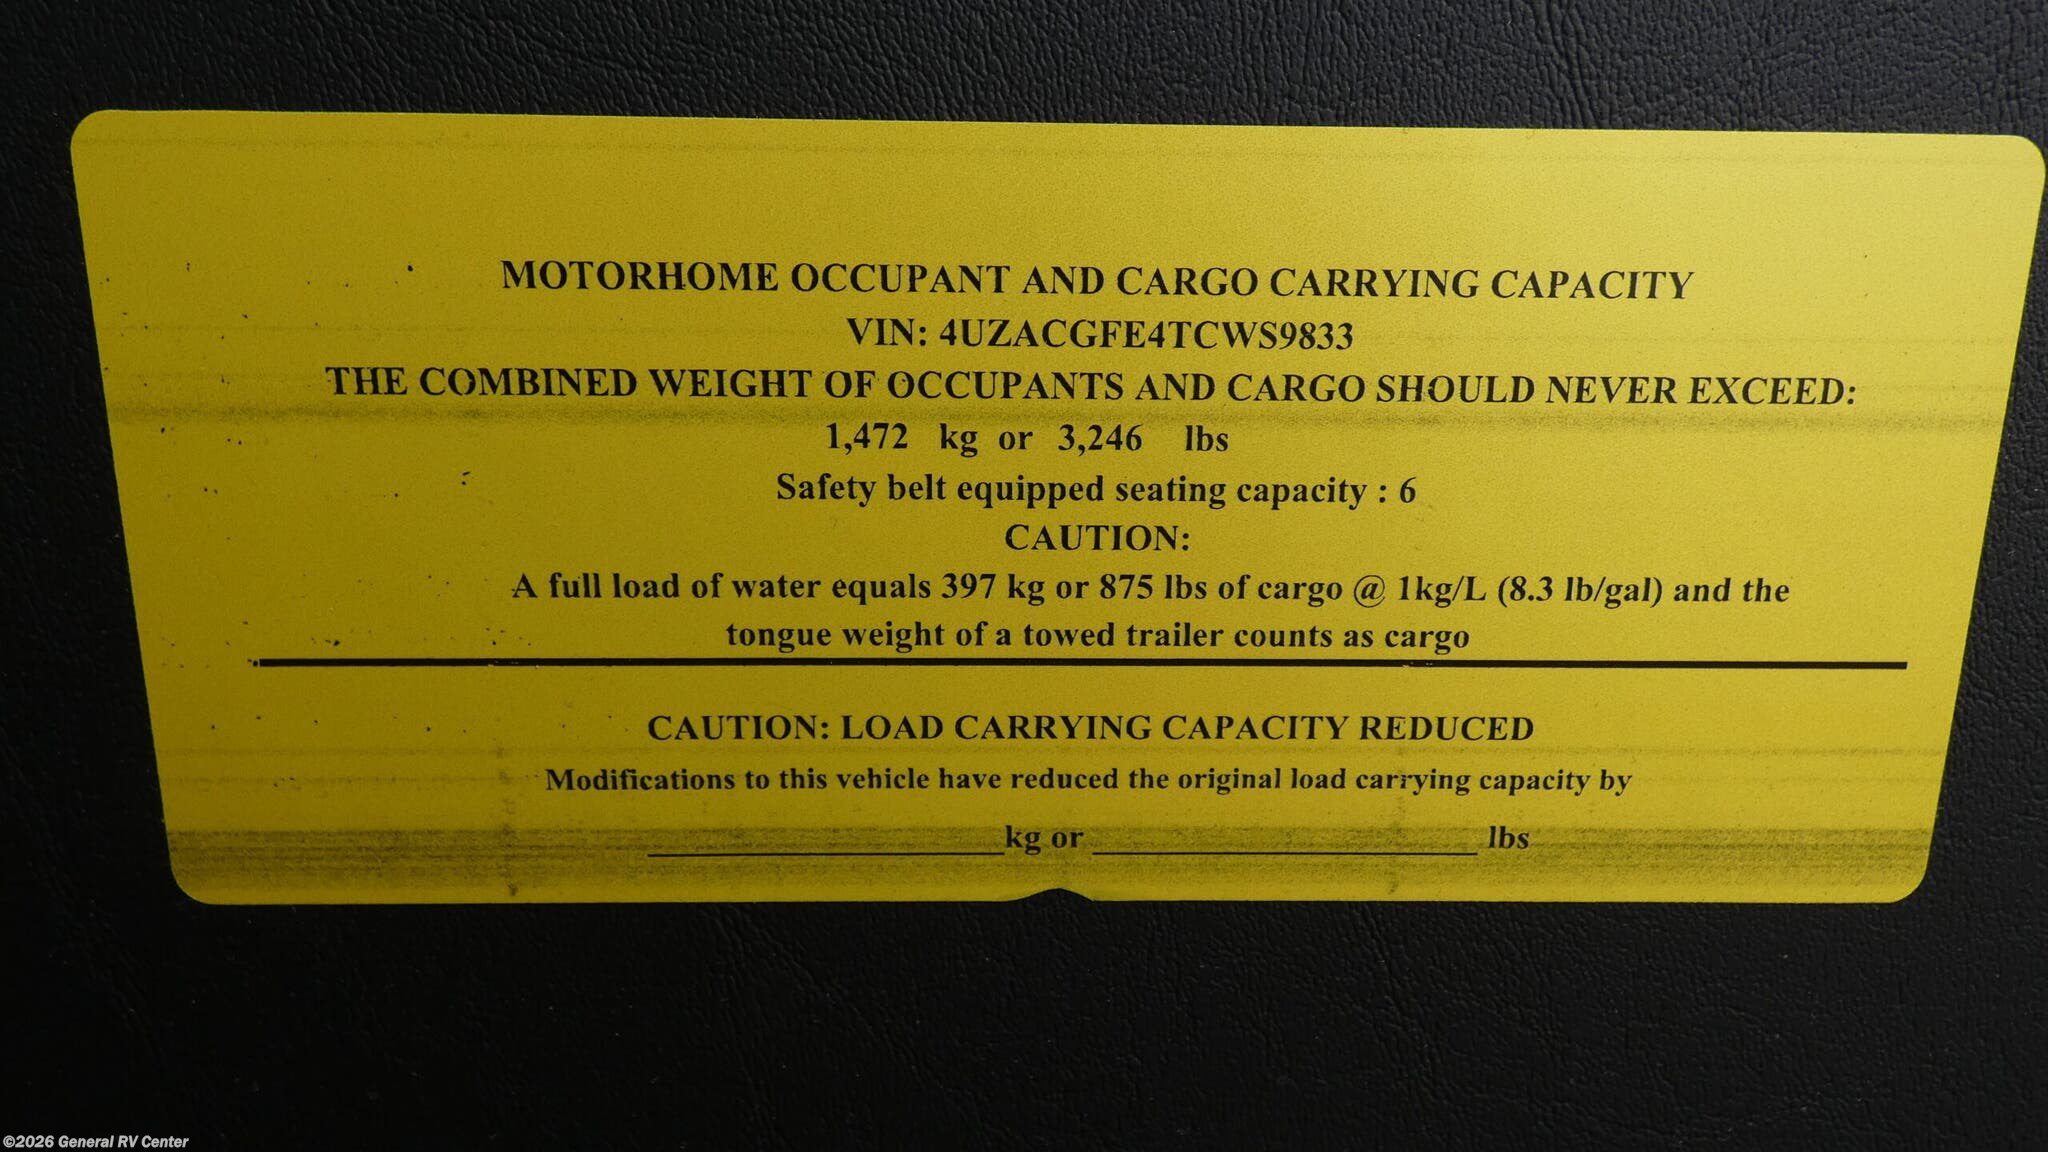 MOTORHOME OCCUPANT AND CARGO CARRYING CAPACITY
VIN: 4UZACGFE4TCWS9833
THE COMBINED WEIGHT OF OCCUPANTS AND CARGO SHOULD NEVER EXCEED:
1,472 kg or 3,246 lbs
Safety belt equipped seating capacity : 6
CAUTION:
A full load of water equals 397 kg or 875 lbs of cargo @ 1kg/L (8.3 lb/gal) and the
tongue weight of a towed trailer counts as cargo
CAUTION: LOAD CARRYING CAPACITY REDUCED
Modifications to this vehicle have reduced the original load carrying capacity by
kg or lbs
©2026 General RV Center